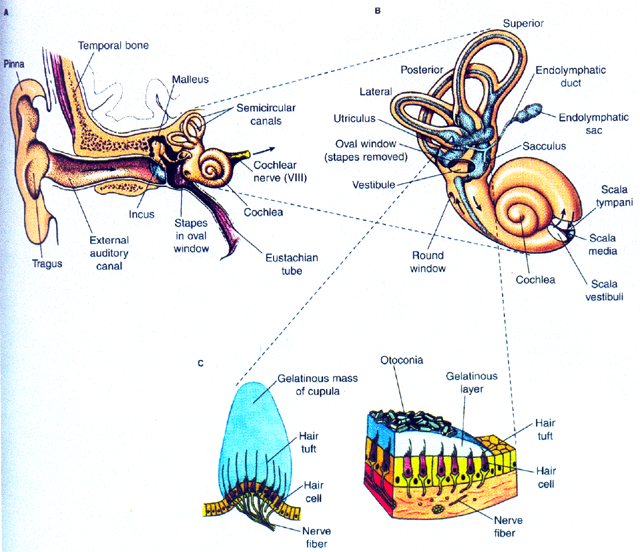 A
Temporal bone
Pinna
Malleus
Semicircular
canals
Cochlear
nerve (VIII)
Cochlea
Incus
Stapes
in oval
window
Eustachian
tube
External
auditory
canal
Tragus
B
Superior
Posterior
Lateral
Utriculus
Oval window
(stapes removed)
Vestibule
Endolymphatic
duct
Endolymphatic
sac
Sacculus
Scala
tympani
Scala
media
Scala
vestibuli
Cochlea
Round
window
C
Gelatinous mass
of cupula
Hair
tuft
Hair
cell
Nerve
fiber
Otoconia
Gelatinous
layer
Hair
tuft
Hair
cell
Nerve
fiber